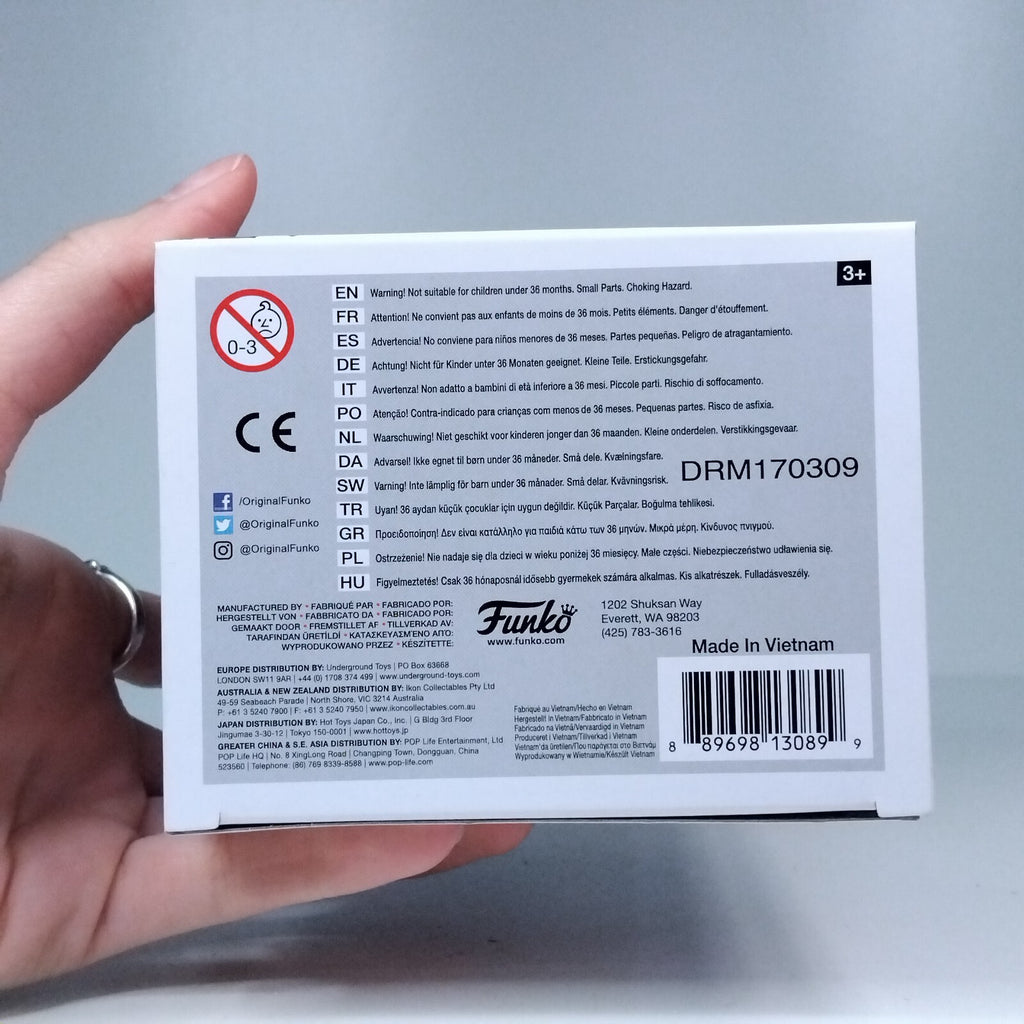 3+
0-3
EN Warning! Not suitable for children under 36 months. Small Parts. Choking Hazard.
FR Attention! Ne convient pas aux enfants de moins de 36 mois. Petits éléments. Danger d'étouffement.
ES Advertencia! No conviene para niños menores de 36 meses. Partes pequeñas. Peligro de atragantamiento.
DE Achtung! Nicht für Kinder unter 36 Monaten geeignet. Kleine Teile. Erstickungsgefahr.
IT Avvertenza! Non adatto a bambini di età inferiore a 36 mesi. Piccole parti. Rischio di soffocamento.
PO Atenção! Contra-indicado para crianças com menos de 36 meses. Pequenas partes. Risco de asfixia.
NL Waarschuwing! Niet geschikt voor kinderen jonger dan 36 maanden. Kleine onderdelen. Verstikkingsgevaar.
DA Advarsel! Ikke egnet til børn under 36 måneder. Små dele. Kvælningsfare.
SW Varning! Inte lämplig för barn under 36 månader. Små delar. Kvävningsrisk.
TR Uyarı! 36 aydan küçük çocuklar için uygun değildir. Küçük Parçalar. Boğulma tehlikesi.
GR Προειδοποίηση! Δεν είναι κατάλληλο για παιδιά κάτω των 36 μηνών. Μικρά μέρη. Κίνδυνος πνιγμού.
PL Ostrzeżenie! Nie nadaje się dla dzieci w wieku poniżej 36 miesięcy. Małe części. Niebezpieczeństwo udławienia się.
HU Figyelmeztetés! Csak 36 hónaposnál idősebb gyermekek számára alkalmas. Kis alkatrészek. Fulladásveszély.
DRM170309
CE
/OriginalFunko
@OriginalFunko
@OriginalFunko
MANUFACTURED BY • FABRIQUÉ PAR • FABRICADO POR:
HERGESTELLT VON • FABBRICATO DA • FABRICADO POR:
GEMAAKT DOOR • FREMSTILLET AF • TILLVERKAD AV:
TARAFINDAN ÜRETİLDİ • ΚΑΤΑΣΚΕΥΑΣΜΈΝΟ ΑΠΌ:
WYPRODUKOWANO PRZEZ • KÉSZÍTETTE:
Funko
www.funko.com
1202 Shuksan Way
Everett, WA 98203
(425) 783-3616
EUROPE DISTRIBUTION BY: Underground Toys | PO Box 63668
LONDON SW11 9AR | +44 (0) 1708 374 499 | www.underground-toys.com
AUSTRALIA & NEW ZEALAND DISTRIBUTION BY: Ikon Collectables Pty Ltd
49-59 Seabeach Parade | North Shore, VIC 3214 Australia
P: +61 3 5240 7900 | F: +61 3 5240 7950 | www.ikoncollectables.com.au
JAPAN DISTRIBUTION BY: Hot Toys Japan Co., Inc. | G Bldg 3rd Floor
Jingumae 3-30-12 | Tokyo 150-0001 | www.hottoys.jp
GREATER CHINA & S.E. ASIA DISTRIBUTION BY: POP Life Entertainment, Ltd
POP Life HQ | No. 8 XingLong Road | Changping Town, Dongguan, China
523560 | Telephone: (86) 769 8339-8588 | www.pop-life.com
Fabriqué au Vietnam/Hecho en Vietnam
Hergestellt in Vietnam/Fabbricato in Vietnam
Fabricado na Vietnã/Vervaardigd in Vietnam
Produceret i Vietnam/Tillverkad i Vietnam
Vietnam'da üretilen/Που παράγεται στο Βιετνάμ
Wyprodukowany w Wietnamie/Készült Vietnam
Made In Vietnam
8 89698 13089 9